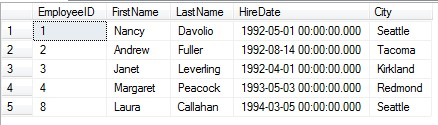 EmployeeID FirstName LastName HireDate City
1 1 Nancy Davolio 1992-05-01 00:00:00.000 Seattle
2 2 Andrew Fuller 1992-08-14 00:00:00.000 Tacoma
3 3 Janet Leverling 1992-04-01 00:00:00.000 Kirkland
4 4 Margaret Peacock 1993-05-03 00:00:00.000 Redmond
5 8 Laura Callahan 1994-03-05 00:00:00.000 Seattle